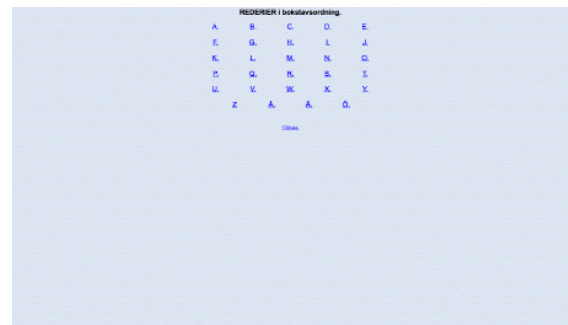 REDERIER i bokstavsordning.
A. B. C. D. E.
F. G. H. I. J.
K. L. M. N. O.
P. Q. R. S. T.
U. V. W. X. Y.
Z Å. Ä. Ö.
Tillbaka.